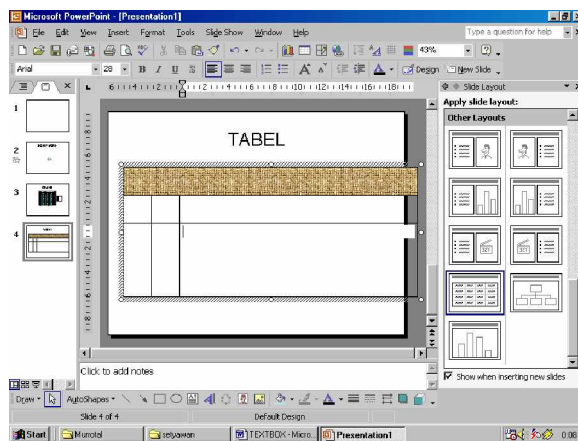 Microsoft PowerPoint - [Presentation1]
File Edit View Insert Format Tools Slide Show Window Help
Type a question for help
43%
Arial
28
B I U S
Design
New Slide
Slide Layout
Apply slide layout:
Other Layouts
1
2
3
4
TABEL
Click to add notes
Show when inserting new slides
Draw
AutoShapes
Slide 4 of 4
Default Design
Start
Murrotal
setyawan
TEXTBOX - Micro...
Presentation1
0:08